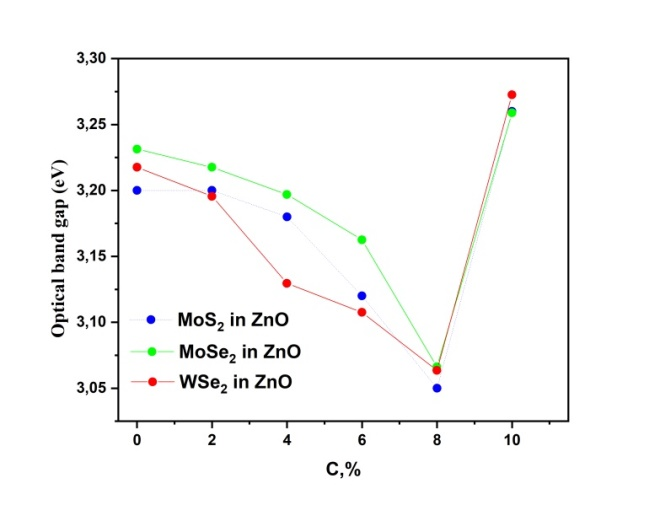 3,30
3,25
3,20
3,15
3,10
3,05
Optical band gap (eV)
MoS₂ in ZnO
MoSe₂ in ZnO
WSe₂ in ZnO
0 2 4 6 8 10
C,%